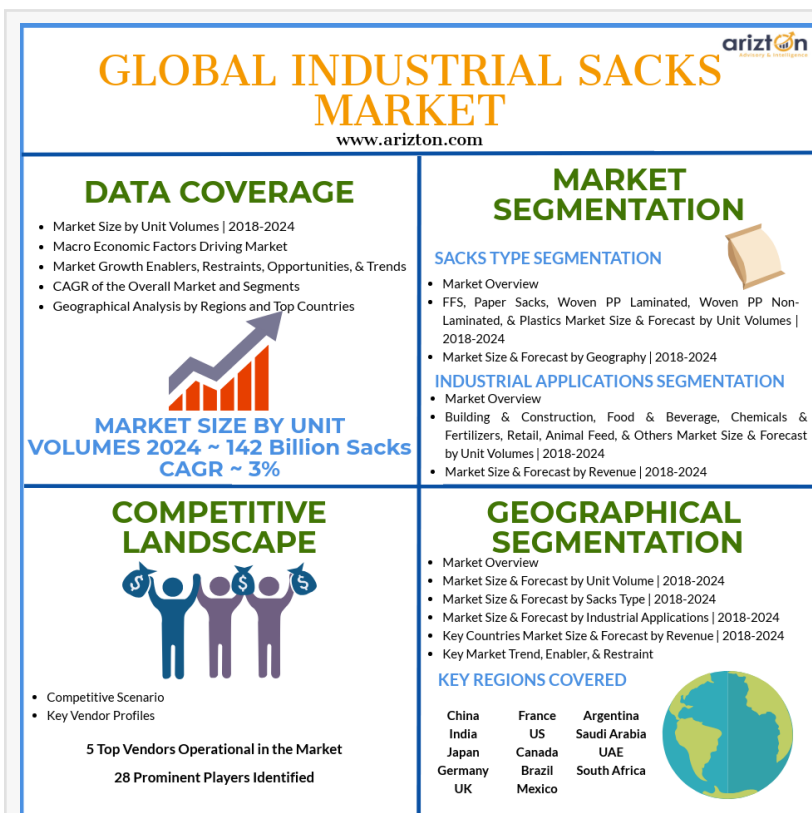 arizton
Advisory & Intelligence
GLOBAL INDUSTRIAL SACKS
MARKET
www.arizton.com
DATA COVERAGE
• Market Size by Unit Volumes | 2018-2024
• Macro Economic Factors Driving Market
• Market Growth Enablers, Restraints, Opportunities, & Trends
• CAGR of the Overall Market and Segments
• Geographical Analysis by Regions and Top Countries
MARKET SIZE BY UNIT
VOLUMES 2024 ~ 142 Billion Sacks
CAGR ~ 3%
MARKET
SEGMENTATION
SACKS TYPE SEGMENTATION
• Market Overview
• FFS, Paper Sacks, Woven PP Laminated, Woven PP Non-
Laminated, & Plastics Market Size & Forecast by Unit Volumes |
2018-2024
• Market Size & Forecast by Geography | 2018-2024
INDUSTRIAL APPLICATIONS SEGMENTATION
• Market Overview
• Building & Construction, Food & Beverage, Chemicals &
Fertilizers, Retail, Animal Feed, & Others Market Size & Forecast
by Unit Volumes | 2018-2024
• Market Size & Forecast by Revenue | 2018-2024
COMPETITIVE
LANDSCAPE
$ $ $
• Competitive Scenario
• Key Vendor Profiles
5 Top Vendors Operational in the Market
28 Prominent Players Identified
GEOGRAPHICAL
SEGMENTATION
• Market Overview
• Market Size & Forecast by Unit Volume | 2018-2024
• Market Size & Forecast by Sacks Type | 2018-2024
• Market Size & Forecast by Industrial Applications | 2018-2024
• Key Countries Market Size & Forecast by Revenue | 2018-2024
• Key Market Trend, Enabler, & Restraint
KEY REGIONS COVERED
China France Argentina
India US Saudi Arabia
Japan Canada UAE
Germany Brazil South Africa
UK Mexico